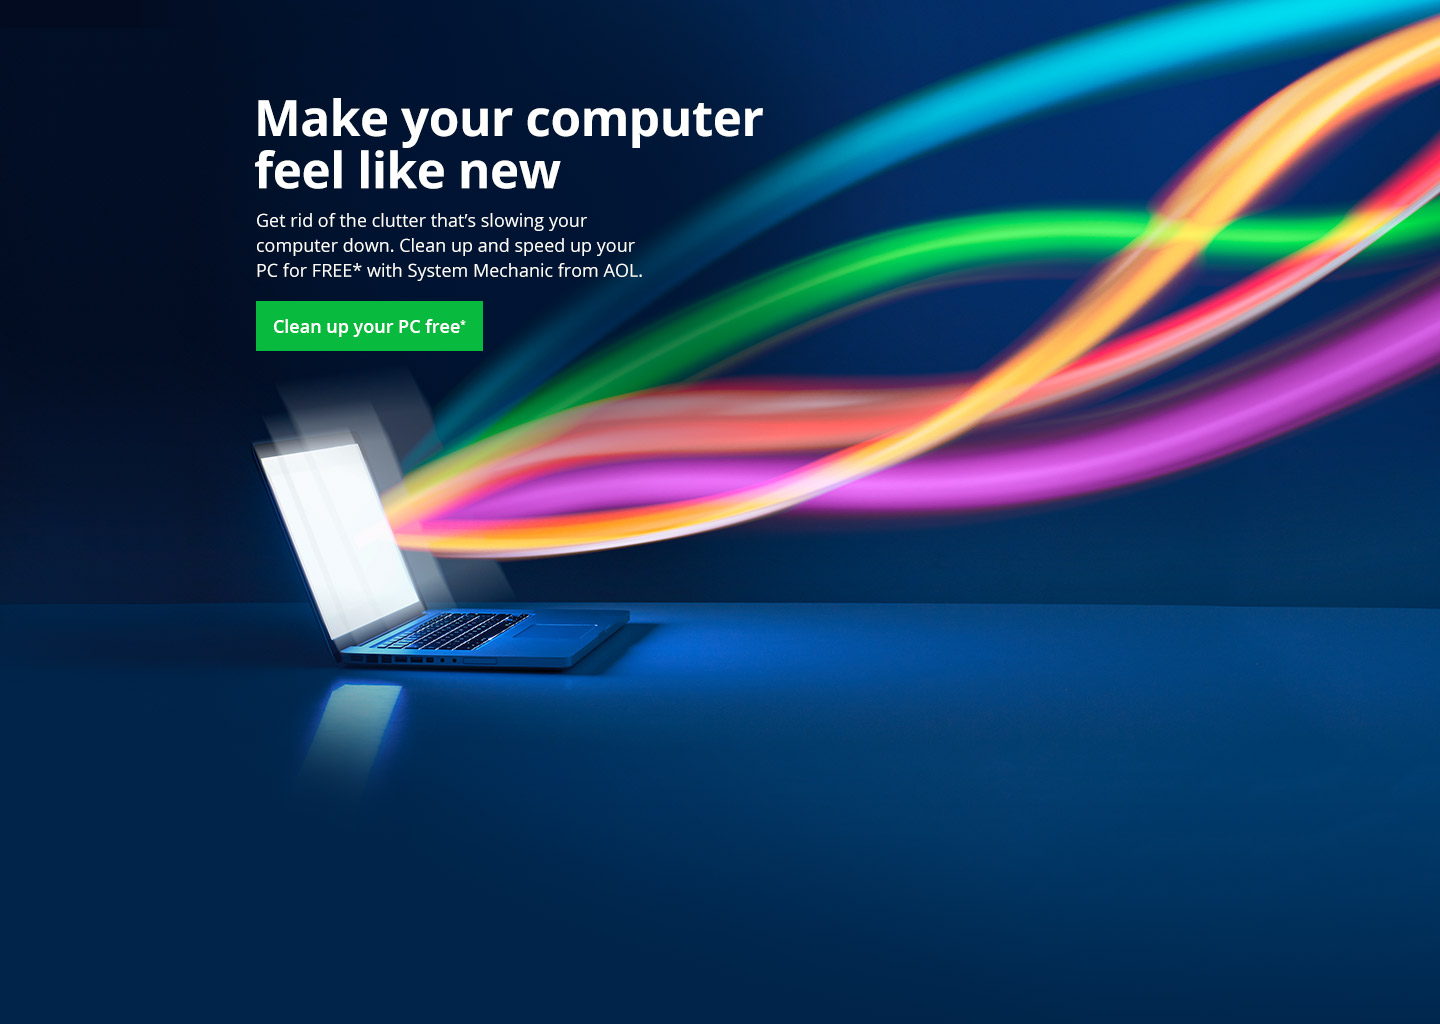 Make your computer
feel like new
Get rid of the clutter that’s slowing your
computer down. Clean up and speed up your
PC for FREE* with System Mechanic from AOL.
Clean up your PC free*